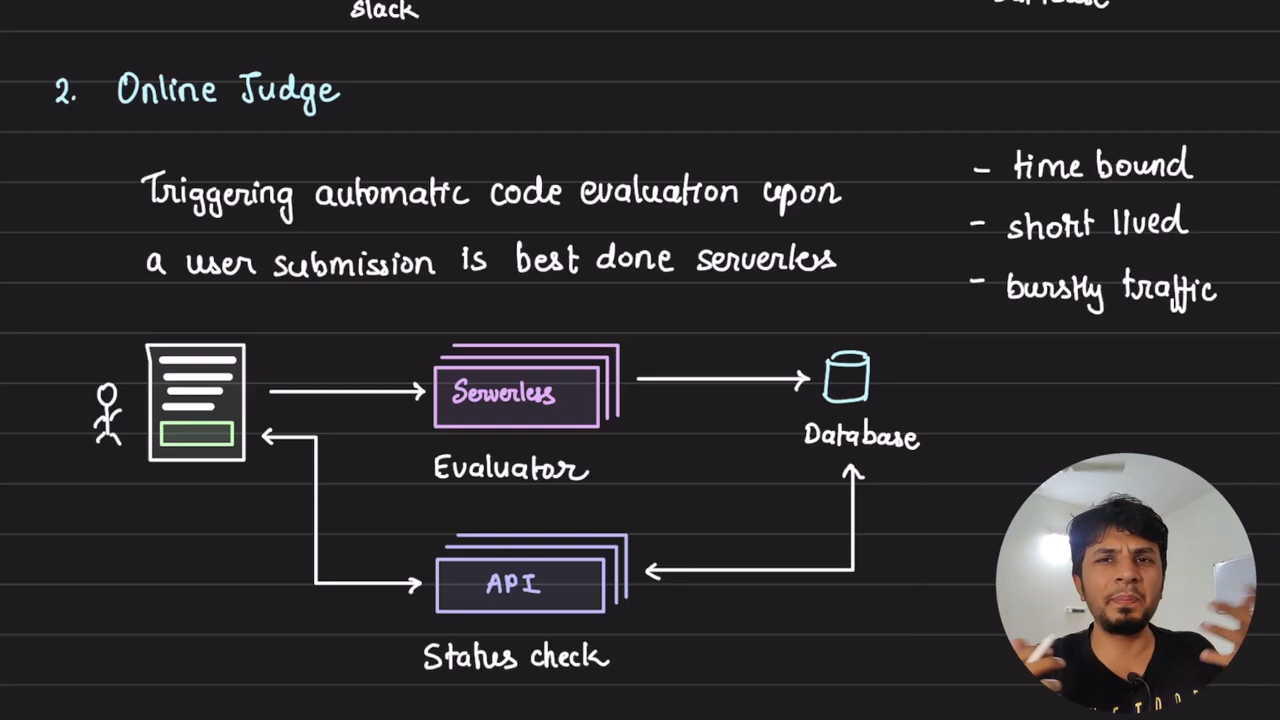 slack
2. Online Judge
Triggering automatic code evaluation upon
a user submission is best done serverless
- time bound
- short lived
- burstly traffic
Serverless
Evaluator
Database
API
Status check